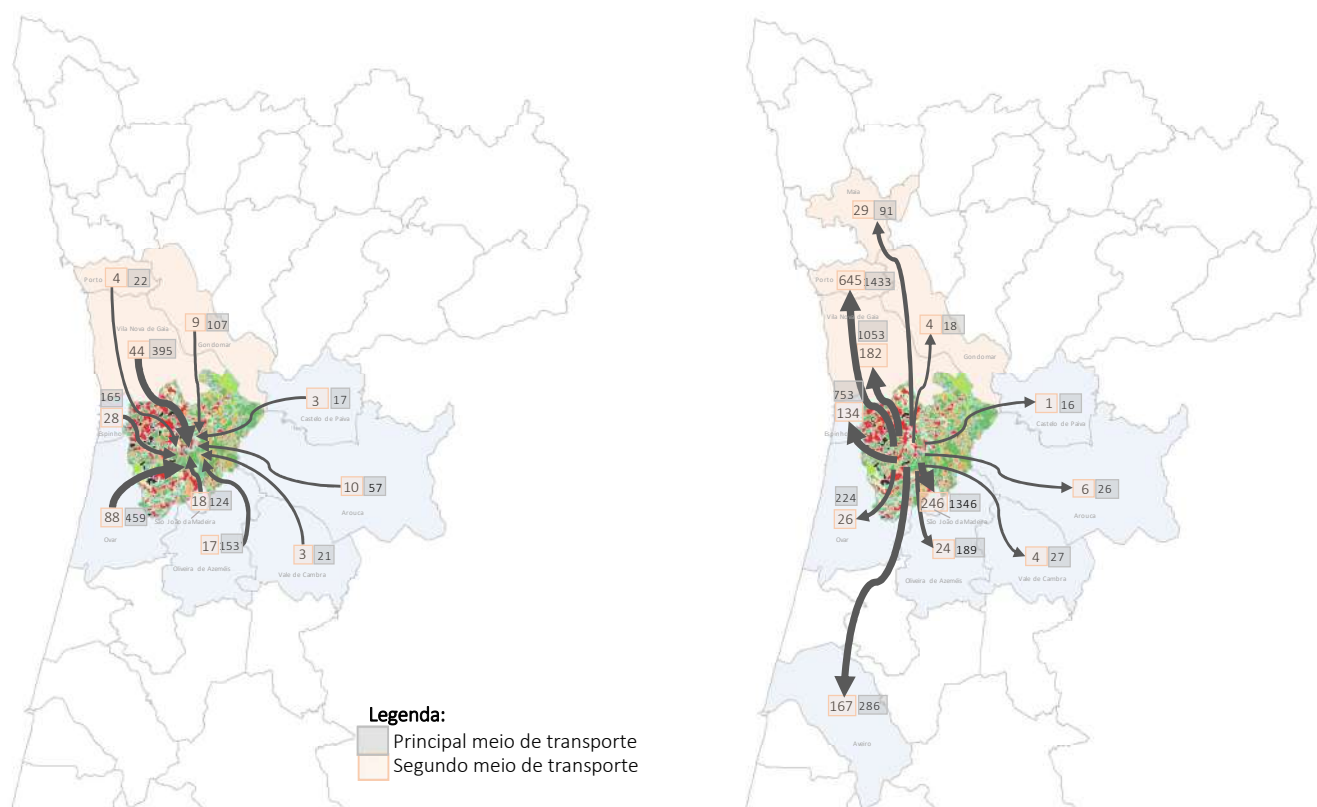 Porto 4 22
9 107
Vila Nova de Gaia
Gondomar
44 395
165
28
Espinho
3 17
Castelo de Paiva
10 57
Arouca
88 459
Ovar
18 124
São João da Madeira
17 153
Oliveira de Azeméis
3 21
Vale de Cambra
Legenda:
Principal meio de transporte
Segundo meio de transporte
Maia
29 91
Porto 645 1433
Vila Nova de Gaia
1053
182
4 18
Gondomar
753
134
Espinho
1 16
Castelo de Paiva
6 26
Arouca
224
26
Ovar
246 1346
São João da Madeira
24 189
Oliveira de Azeméis
4 27
Vale de Cambra
167 286
Aveiro